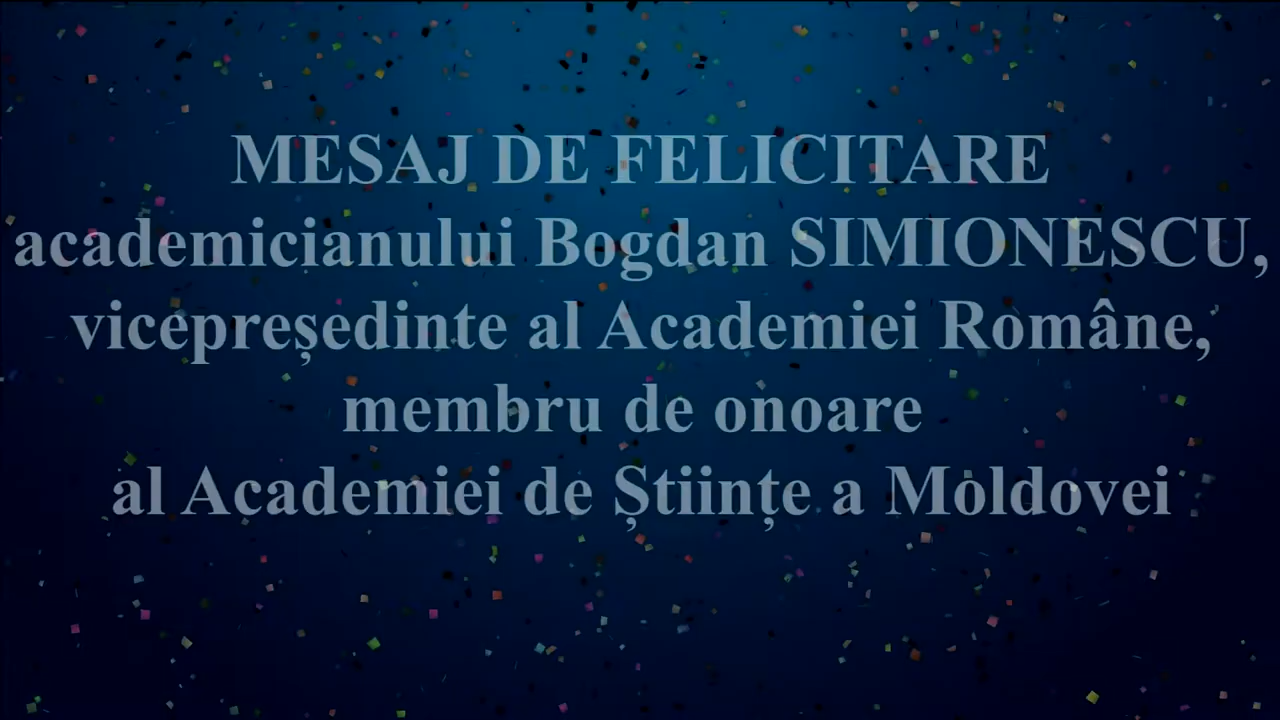 MESAJ DE FELICITARE
academicianului Bogdan SIMIONESCU,
vicepreședinte al Academiei Române,
membru de onoare
al Academiei de Științe a Moldovei